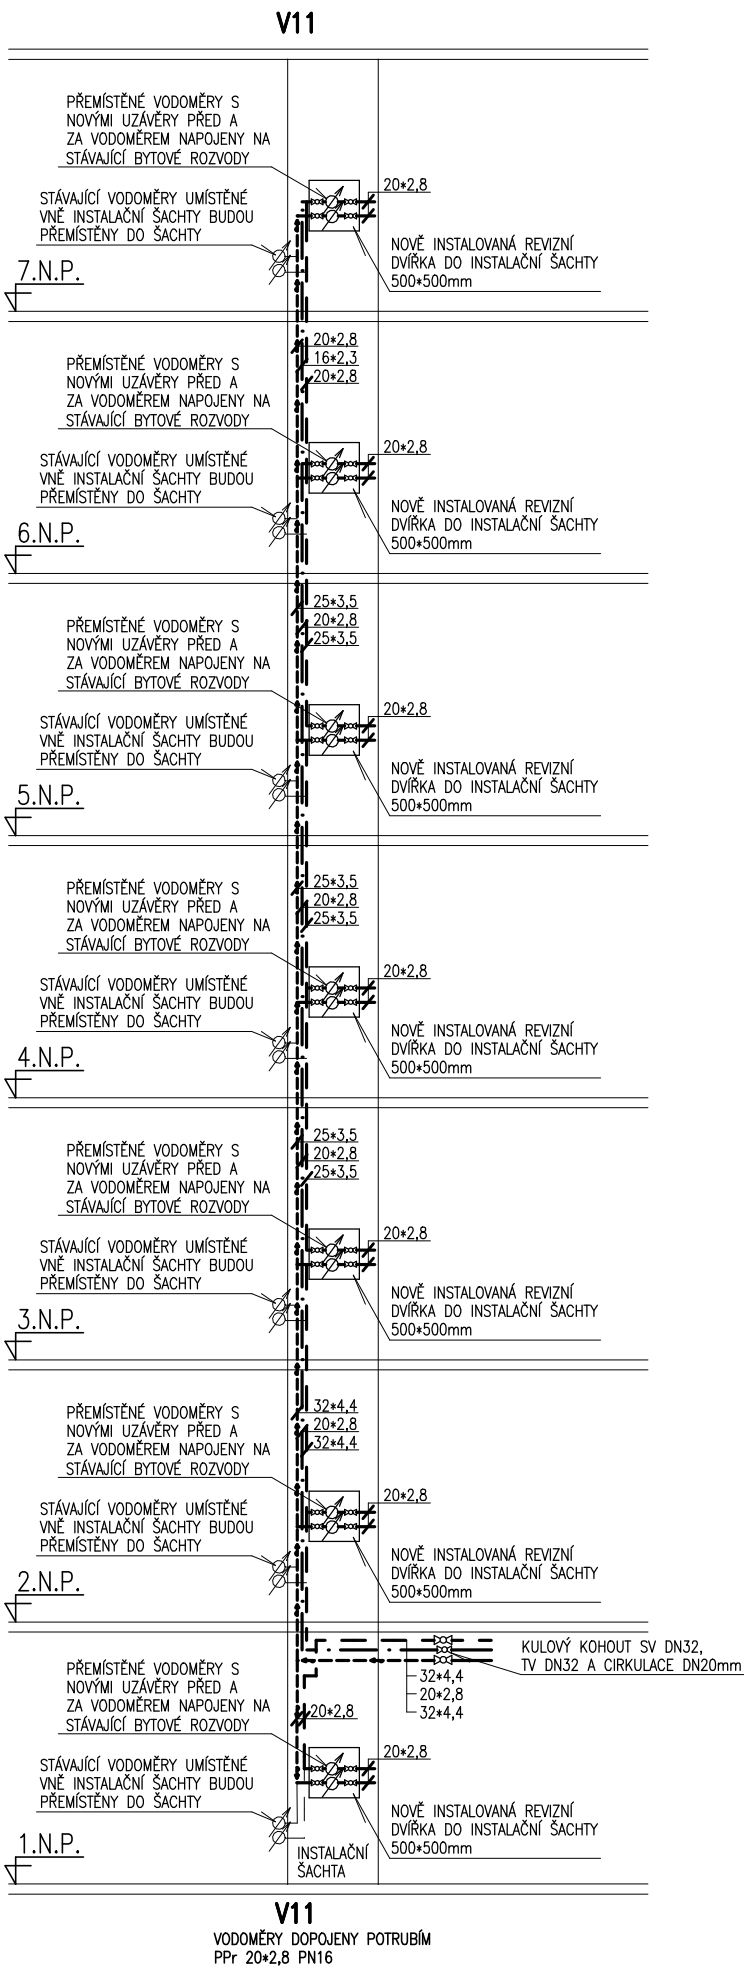 V11
PŘEMÍSTĚNÉ VODOMĚRY S
NOVÝMI UZÁVĚRY PŘED A
ZA VODOMĚREM NAPOJENY NA
STÁVAJÍCÍ BYTOVÉ ROZVODY
20*2,8
STÁVAJÍCÍ VODOMĚRY UMÍSTĚNÉ
VNĚ INSTALAČNÍ ŠACHTY BUDOU
PŘEMÍSTĚNY DO ŠACHTY
NOVĚ INSTALOVANÁ REVIZNÍ
DVÍŘKA DO INSTALAČNÍ ŠACHTY
500*500mm
7.N.P.
20*2,8
16*2,3
20*2,8
PŘEMÍSTĚNÉ VODOMĚRY S
NOVÝMI UZÁVĚRY PŘED A
ZA VODOMĚREM NAPOJENY NA
STÁVAJÍCÍ BYTOVÉ ROZVODY
20*2,8
STÁVAJÍCÍ VODOMĚRY UMÍSTĚNÉ
VNĚ INSTALAČNÍ ŠACHTY BUDOU
PŘEMÍSTĚNY DO ŠACHTY
NOVĚ INSTALOVANÁ REVIZNÍ
DVÍŘKA DO INSTALAČNÍ ŠACHTY
500*500mm
6.N.P.
25*3,5
20*2,8
25*3,5
PŘEMÍSTĚNÉ VODOMĚRY S
NOVÝMI UZÁVĚRY PŘED A
ZA VODOMĚREM NAPOJENY NA
STÁVAJÍCÍ BYTOVÉ ROZVODY
20*2,8
STÁVAJÍCÍ VODOMĚRY UMÍSTĚNÉ
VNĚ INSTALAČNÍ ŠACHTY BUDOU
PŘEMÍSTĚNY DO ŠACHTY
NOVĚ INSTALOVANÁ REVIZNÍ
DVÍŘKA DO INSTALAČNÍ ŠACHTY
500*500mm
5.N.P.
25*3,5
20*2,8
25*3,5
PŘEMÍSTĚNÉ VODOMĚRY S
NOVÝMI UZÁVĚRY PŘED A
ZA VODOMĚREM NAPOJENY NA
STÁVAJÍCÍ BYTOVÉ ROZVODY
20*2,8
STÁVAJÍCÍ VODOMĚRY UMÍSTĚNÉ
VNĚ INSTALAČNÍ ŠACHTY BUDOU
PŘEMÍSTĚNY DO ŠACHTY
NOVĚ INSTALOVANÁ REVIZNÍ
DVÍŘKA DO INSTALAČNÍ ŠACHTY
500*500mm
4.N.P.
25*3,5
20*2,8
25*3,5
PŘEMÍSTĚNÉ VODOMĚRY S
NOVÝMI UZÁVĚRY PŘED A
ZA VODOMĚREM NAPOJENY NA
STÁVAJÍCÍ BYTOVÉ ROZVODY
20*2,8
STÁVAJÍCÍ VODOMĚRY UMÍSTĚNÉ
VNĚ INSTALAČNÍ ŠACHTY BUDOU
PŘEMÍSTĚNY DO ŠACHTY
NOVĚ INSTALOVANÁ REVIZNÍ
DVÍŘKA DO INSTALAČNÍ ŠACHTY
500*500mm
3.N.P.
32*4,4
20*2,8
32*4,4
PŘEMÍSTĚNÉ VODOMĚRY S
NOVÝMI UZÁVĚRY PŘED A
ZA VODOMĚREM NAPOJENY NA
STÁVAJÍCÍ BYTOVÉ ROZVODY
20*2,8
STÁVAJÍCÍ VODOMĚRY UMÍSTĚNÉ
VNĚ INSTALAČNÍ ŠACHTY BUDOU
PŘEMÍSTĚNY DO ŠACHTY
NOVĚ INSTALOVANÁ REVIZNÍ
DVÍŘKA DO INSTALAČNÍ ŠACHTY
500*500mm
2.N.P.
KULOVÝ KOHOUT SV DN32,
TV DN32 A CIRKULACE DN20mm
32*4,4
20*2,8
32*4,4
PŘEMÍSTĚNÉ VODOMĚRY S
NOVÝMI UZÁVĚRY PŘED A
ZA VODOMĚREM NAPOJENY NA
STÁVAJÍCÍ BYTOVÉ ROZVODY
20*2,8
20*2,8
STÁVAJÍCÍ VODOMĚRY UMÍSTĚNÉ
VNĚ INSTALAČNÍ ŠACHTY BUDOU
PŘEMÍSTĚNY DO ŠACHTY
NOVĚ INSTALOVANÁ REVIZNÍ
DVÍŘKA DO INSTALAČNÍ ŠACHTY
500*500mm
1.N.P.
INSTALAČNÍ
ŠACHTA
V11
VODOMĚRY DOPOJENY POTRUBÍM
PPr 20*2,8 PN16